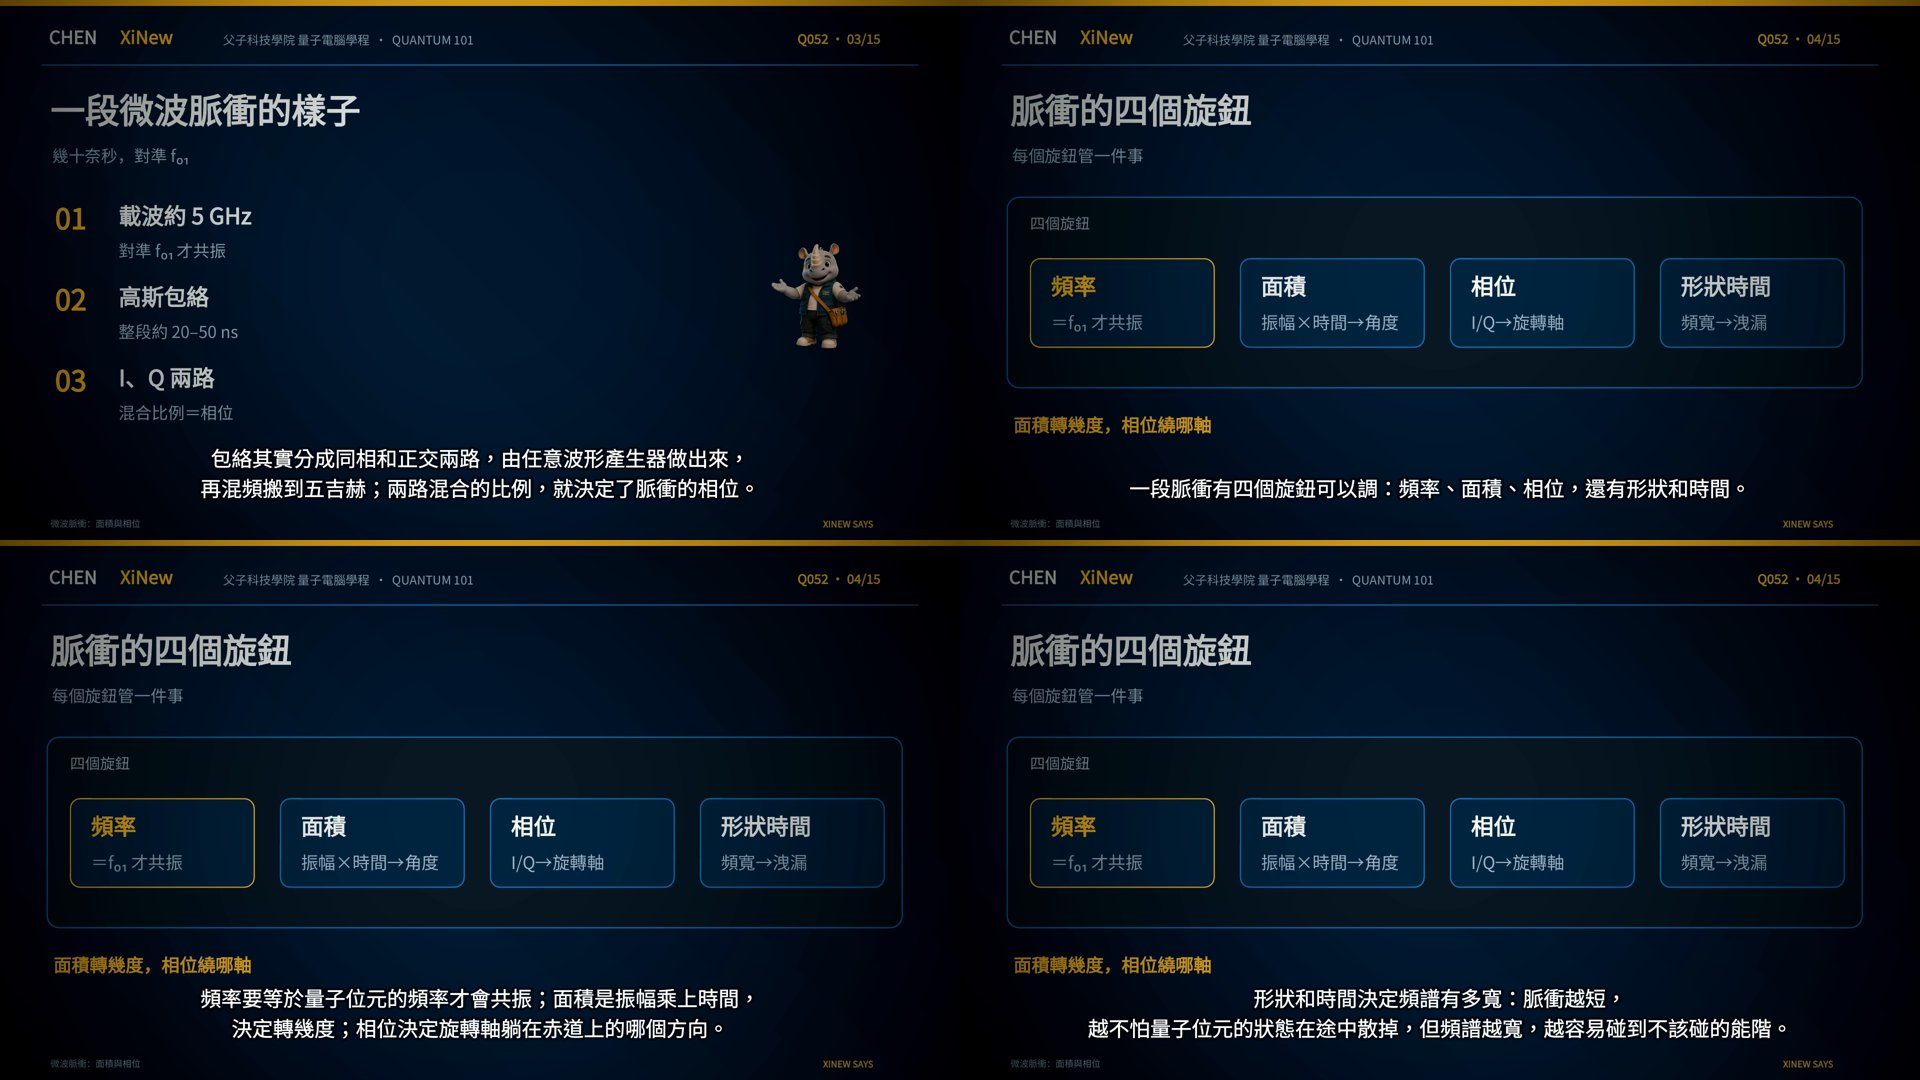 CHEN XiNew 父子科技學院 量子電腦學程 · QUANTUM 101 Q052 · 03/15
一段微波脈衝的樣子
幾十奈秒，對準 f₀₁
01 載波約 5 GHz
對準 f₀₁ 才共振
02 高斯包絡
整段約 20–50 ns
03 I、Q 兩路
混合比例＝相位
包絡其實分成同相和正交兩路，由任意波形產生器做出來，
再混頻搬到五吉赫；兩路混合的比例，就決定了脈衝的相位。
微波脈衝：面積與相位 XINEW SAYS
CHEN XiNew 父子科技學院 量子電腦學程 · QUANTUM 101 Q052 · 04/15
脈衝的四個旋鈕
每個旋鈕管一件事
四個旋鈕
頻率 面積 相位 形狀時間
＝f₀₁ 才共振 振幅×時間→角度 I/Q→旋轉軸 頻寬→洩漏
面積轉幾度，相位繞哪軸
一段脈衝有四個旋鈕可以調：頻率、面積、相位，還有形狀和時間。
微波脈衝：面積與相位 XINEW SAYS
CHEN XiNew 父子科技學院 量子電腦學程 · QUANTUM 101 Q052 · 04/15
脈衝的四個旋鈕
每個旋鈕管一件事
四個旋鈕
頻率 面積 相位 形狀時間
＝f₀₁ 才共振 振幅×時間→角度 I/Q→旋轉軸 頻寬→洩漏
面積轉幾度，相位繞哪軸
頻率要等於量子位元的頻率才會共振；面積是振幅乘上時間，
決定轉幾度；相位決定旋轉軸躺在赤道上的哪個方向。
微波脈衝：面積與相位 XINEW SAYS
CHEN XiNew 父子科技學院 量子電腦學程 · QUANTUM 101 Q052 · 04/15
脈衝的四個旋鈕
每個旋鈕管一件事
四個旋鈕
頻率 面積 相位 形狀時間
＝f₀₁ 才共振 振幅×時間→角度 I/Q→旋轉軸 頻寬→洩漏
面積轉幾度，相位繞哪軸
形狀和時間決定頻譜有多寬：脈衝越短，
越不怕量子位元的狀態在途中散掉，但頻譜越寬，越容易碰到不該碰的能階。
微波脈衝：面積與相位 XINEW SAYS